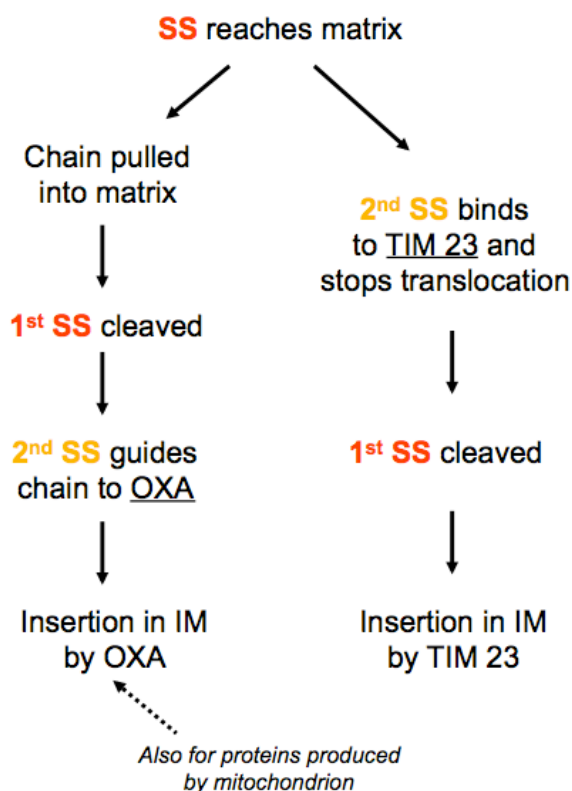 SS reaches matrix
Chain pulled
into matrix
1st SS cleaved
2nd SS guides
chain to OXA
Insertion in IM
by OXA
Also for proteins produced
by mitochondrion
2nd SS binds
to TIM 23 and
stops translocation
1st SS cleaved
Insertion in IM
by TIM 23